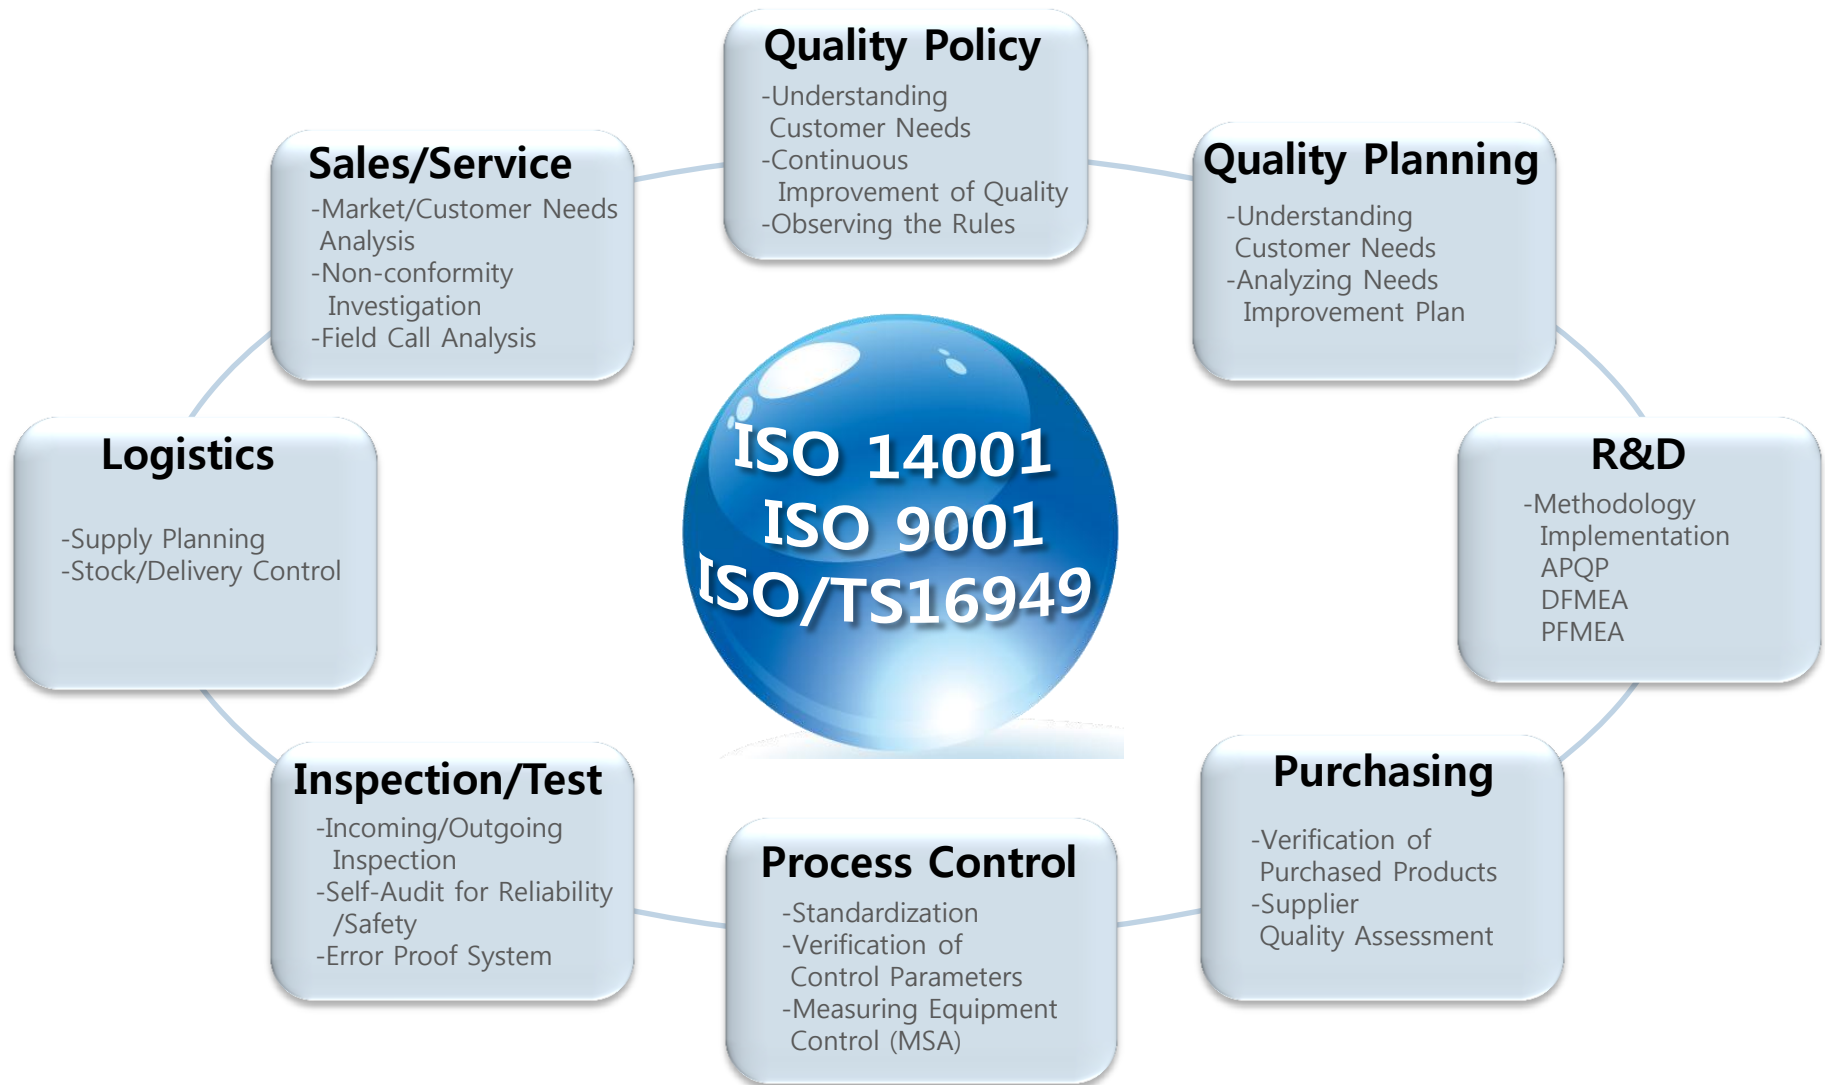 Quality Policy
-Understanding
Customer Needs
-Continuous
Improvement of Quality
-Observing the Rules
Quality Planning
-Understanding
Customer Needs
-Analyzing Needs
Improvement Plan
R&D
-Methodology
Implementation
APQP
DFMEA
PFMEA
Purchasing
-Verification of
Purchased Products
-Supplier
Quality Assessment
Process Control
-Standardization
-Verification of
Control Parameters
-Measuring Equipment
Control (MSA)
Inspection/Test
-Incoming/Outgoing
Inspection
-Self-Audit for Reliability
/Safety
-Error Proof System
Logistics
-Supply Planning
-Stock/Delivery Control
Sales/Service
-Market/Customer Needs
Analysis
-Non-conformity
Investigation
-Field Call Analysis
ISO 14001
ISO 9001
ISO/TS16949